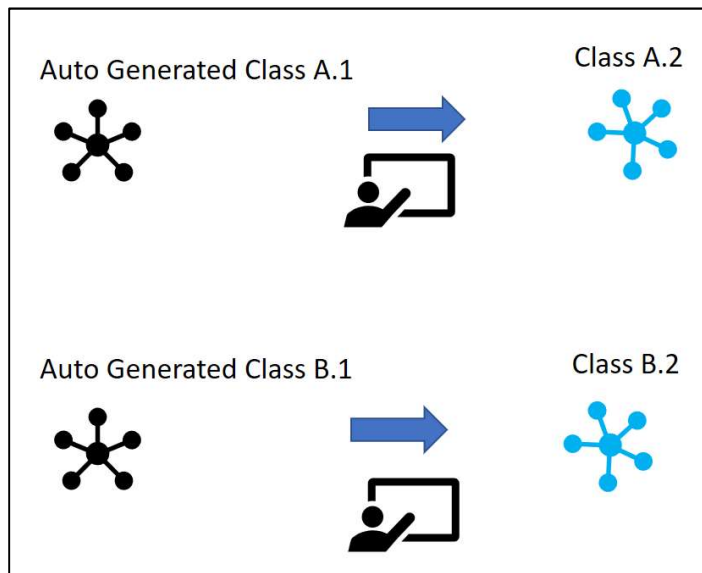 Auto Generated Class A.1
Class A.2
Auto Generated Class B.1
Class B.2